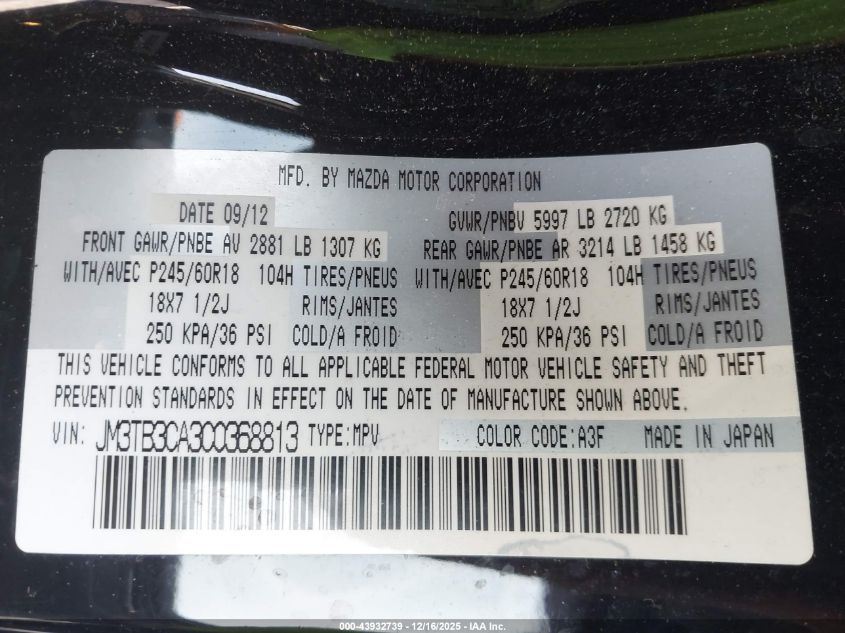 MFD. BY MAZDA MOTOR CORPORATION
DATE 09/12 GVWR/PNBV 5997 LB 2720 KG
FRONT GAWR/PNBE AV 2881 LB 1307 KG REAR GAWR/PNBE AR 3214 LB 1458 KG
WITH/AVEC P245/60R18 104H TIRES/PNEUS WITH/AVEC P245/60R18 104H TIRES/PNEUS
18X7 1/2J RIMS/JANTES 18X7 1/2J RIMS/JANTES
250 KPA/36 PSI COLD/A FROID 250 KPA/36 PSI COLD/A FROID
THIS VEHICLE CONFORMS TO ALL APPLICABLE FEDERAL MOTOR VEHICLE SAFETY AND THEFT
PREVENTION STANDARDS IN EFFECT ON THE DATE OF MANUFACTURE SHOWN ABOVE.
VIN: JM3TB3CA3C0368813 TYPE:MPV COLOR CODE:A3F MADE IN JAPAN
000-43932739 - 12/16/2025 - IAA Inc.